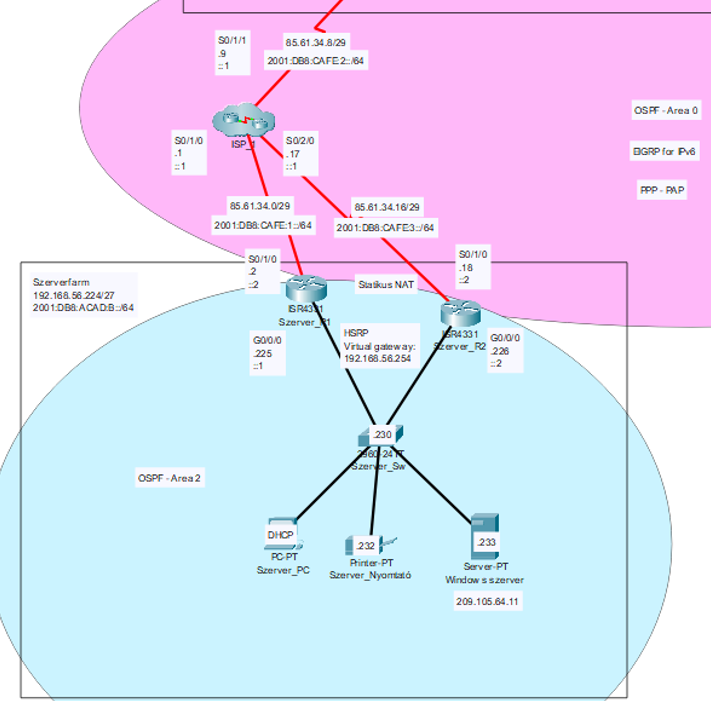 S0/1/1
.9
::1
85.61.34.8/29
2001:DB8:CAFE:2::/64
ISP_1
S0/1/0
.1
::1
S0/2/0
.17
::1
OSPF - Area 0
EIGRP for IPv6
PPP - PAP
85.61.34.0/29
2001:DB8:CAFE:1::/64
85.61.34.16/29
2001:DB8:CAFE:3::/64
S0/1/0
.2
::2
S0/1/0
.18
::2
Szerverfarm
192.168.56.224/27
2001:DB8:ACAD:B::/64
Statikus NAT
ISR4331
Szerver_R1
ISR4331
Szerver_R2
G0/0/0
.225
::1
HSRP
Virtual gateway:
192.168.56.254
G0/0/0
.226
::2
.230
2960-24TT
Szerver_Sw
OSPF - Area 2
DHCP
PC-PT
Szerver_PC
.232
Printer-PT
Szerver_Nyomtató
.233
Server-PT
Windows szerver
209.105.64.11